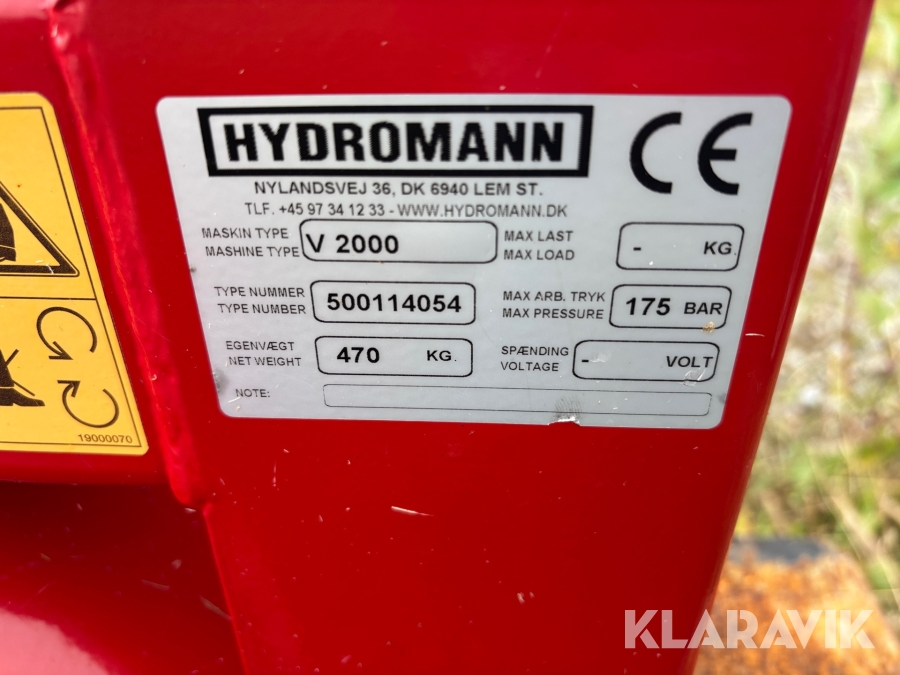 HYDROMANN CE
NYLANDSVEJ 36, DK 6940 LEM ST.
TLF. +45 97 34 12 33 - WWW.HYDROMANN.DK
MASKIN TYPE
MASHINE TYPE
V 2000
MAX LAST
MAX LOAD
- KG
TYPE NUMMER
TYPE NUMBER
500114054
MAX ARB. TRYK
MAX PRESSURE
175 BAR
EGENVÆGT
NET WEIGHT
470 KG.
SPÆNDING
VOLTAGE
- VOLT
NOTE:
19000070
KLARAVIK